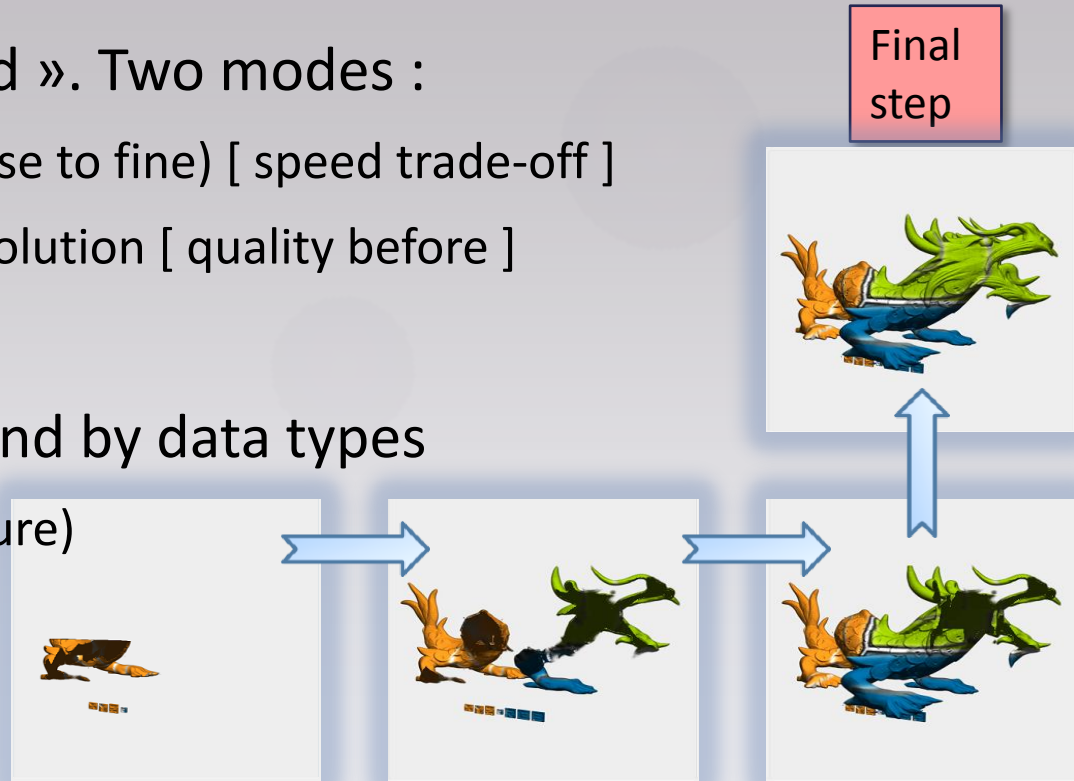 d ». Two modes :
se to fine) [ speed trade-off ]
olution [ quality before ]
nd by data types
ure)
Final
step